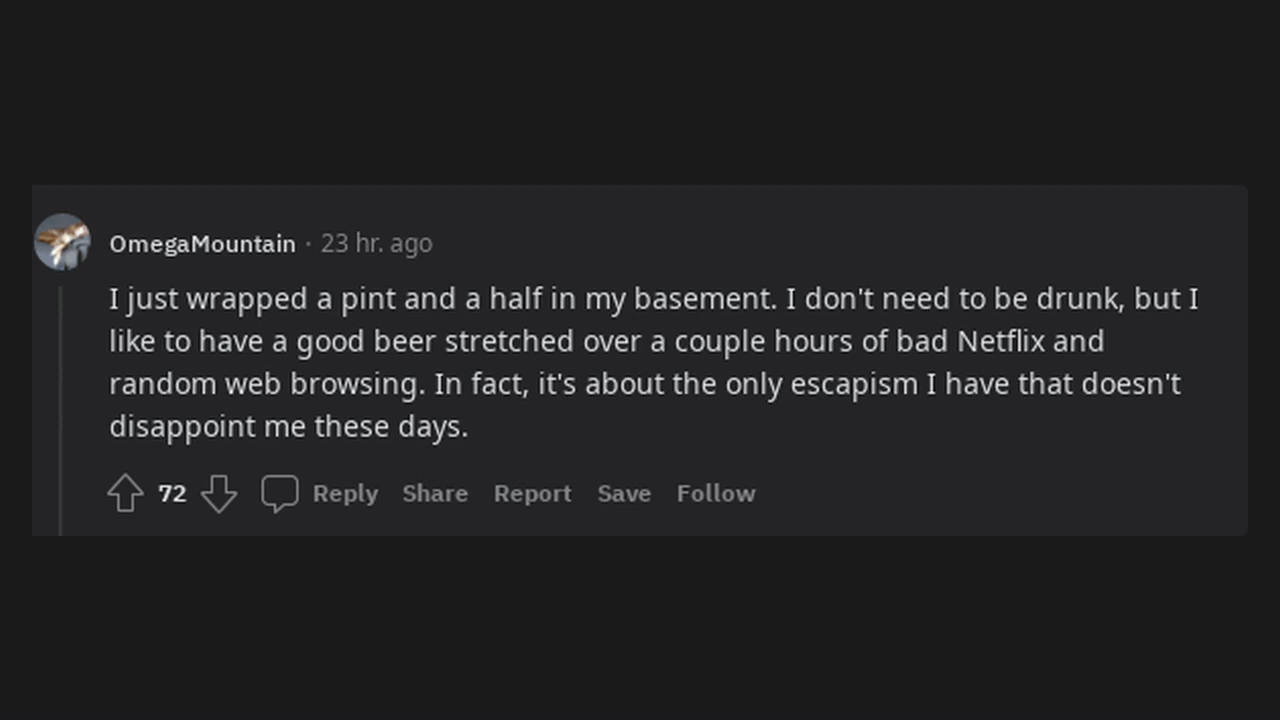 OmegaMountain · 23 hr. ago
I just wrapped a pint and a half in my basement. I don't need to be drunk, but I
like to have a good beer stretched over a couple hours of bad Netflix and
random web browsing. In fact, it's about the only escapism I have that doesn't
disappoint me these days.
72 Reply Share Report Save Follow